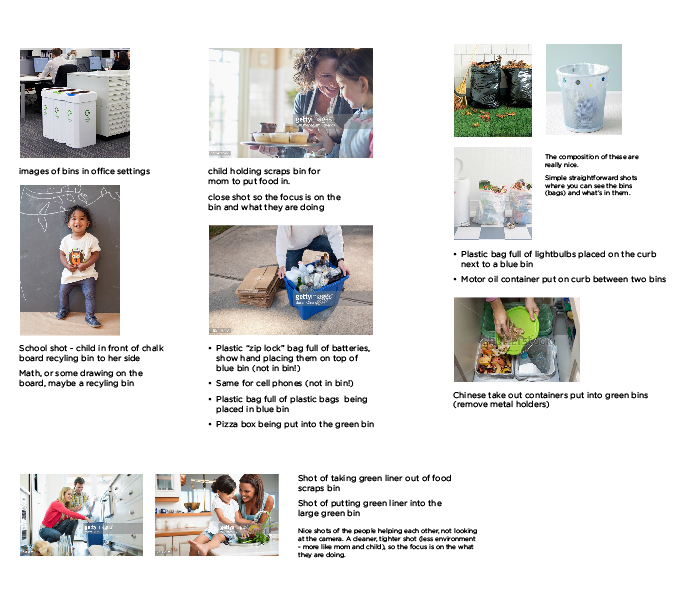 images of bins in office settings
School shot - child in front of chalk
board recyling bin to her side
Math, or some drawing on the
board, maybe a recyling bin
gettyimages
child holding scraps bin for
mom to put food in.
close shot so the focus is on the
bin and what they are doing
gettyimages
• Plastic “zip lock” bag full of batteries,
show hand placing them on top of
blue bin (not in bin!)
• Same for cell phones (not in bin!)
• Plastic bag full of plastic bags being
placed in blue bin
• Pizza box being put into the green bin
The composition of these are
really nice.
Simple straightforward shots
where you can see the bins
(bags) and what's in them.
• Plastic bag full of lightbulbs placed on the curb
next to a blue bin
• Motor oil container put on curb between two bins
Chinese take out containers put into green bins
(remove metal holders)
gettyimages
gettyimages
Shot of taking green liner out of food
scraps bin
Shot of putting green liner into the
large green bin
Nice shots of the people helping each other, not looking
at the camera. A cleaner, tighter shot (less environment
- more like mom and child), so the focus is on the what
they are doing.